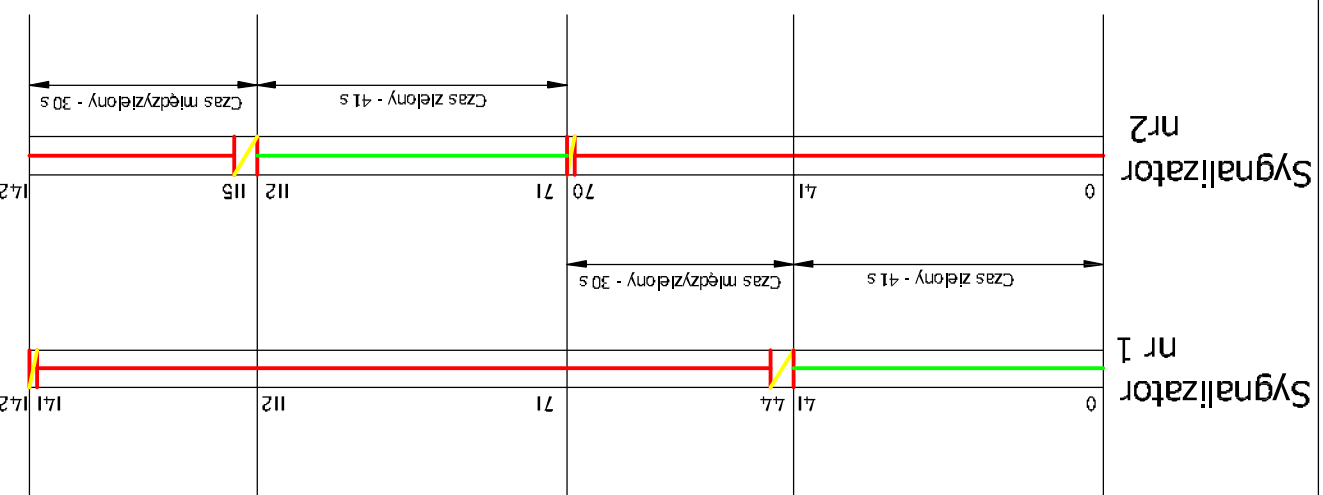 0 41 44 71 112 141 142
Sygnalizator
nr 1
Czas zielony - 41 s
Czas międzyzielony - 30 s
0 41 70 71 112 115 142
Sygnalizator
nr2
Czas zielony - 41 s
Czas międzyzielony - 30 s